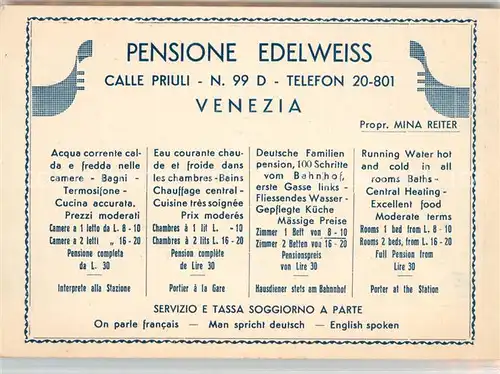 PENSIONE EDELWEISS
CALLE PRIULI - N. 99 D - TELEFON 20-801
VENEZIA
Propr. MINA REITER
Acqua corrente cal-
da e fredda nelle
camere - Bagni -
Termosifone -
Cucina accurata.
Prezzi moderati
Camera a 1 letto da L. 8 - 10
Camera a 2 letti „ 16 - 20
Pensione completa
da L. 30
Interprete alla Stazione
Eau courante chau-
de et froide dans
les chambres - Bains
Chauffage central -
Cuisine très soignée
Prix moderés
Chambres à 1 lit L. - 10
Chambres à 2 lits L. 16 - 20
Pension complète
de Lire 30
Portier à la Gare
Deutsche Familien
pension, 100 Schritte
vom Bahnhof,
erste Gasse links -
Fliessendes Wasser -
Gepflegte Küche
Mässige Preise
Zimmer 1 Bett von 8 - 10
Zimmer 2 Betten von 16 - 20
Pensionspreis
von Lire 30
Hausdiener stets am Bahnhof
Running Water hot
and cold in all
rooms Baths -
Central Heating -
Excellent food
Moderate terms
Rooms 1 bed from L. 8 - 10
Rooms 2 beds, from L. 16 - 20
Full Pension from
Lire 30
Porter at the Station
SERVIZIO E TASSA SOGGIORNO A PARTE
On parle français — Man spricht deutsch — English spoken